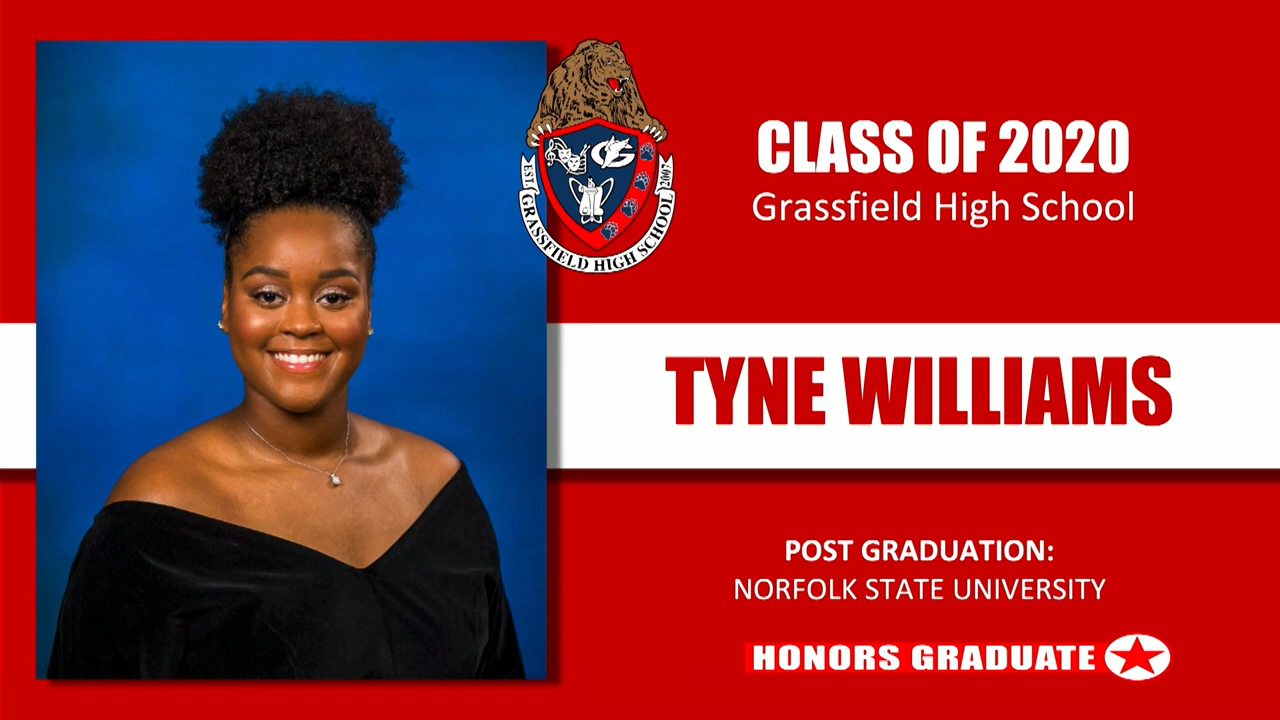 CLASS OF 2020
Grassfield High School
EST. 2007
GRASSFIELD HIGH SCHOOL
TYNE WILLIAMS
POST GRADUATION:
NORFOLK STATE UNIVERSITY
HONORS GRADUATE